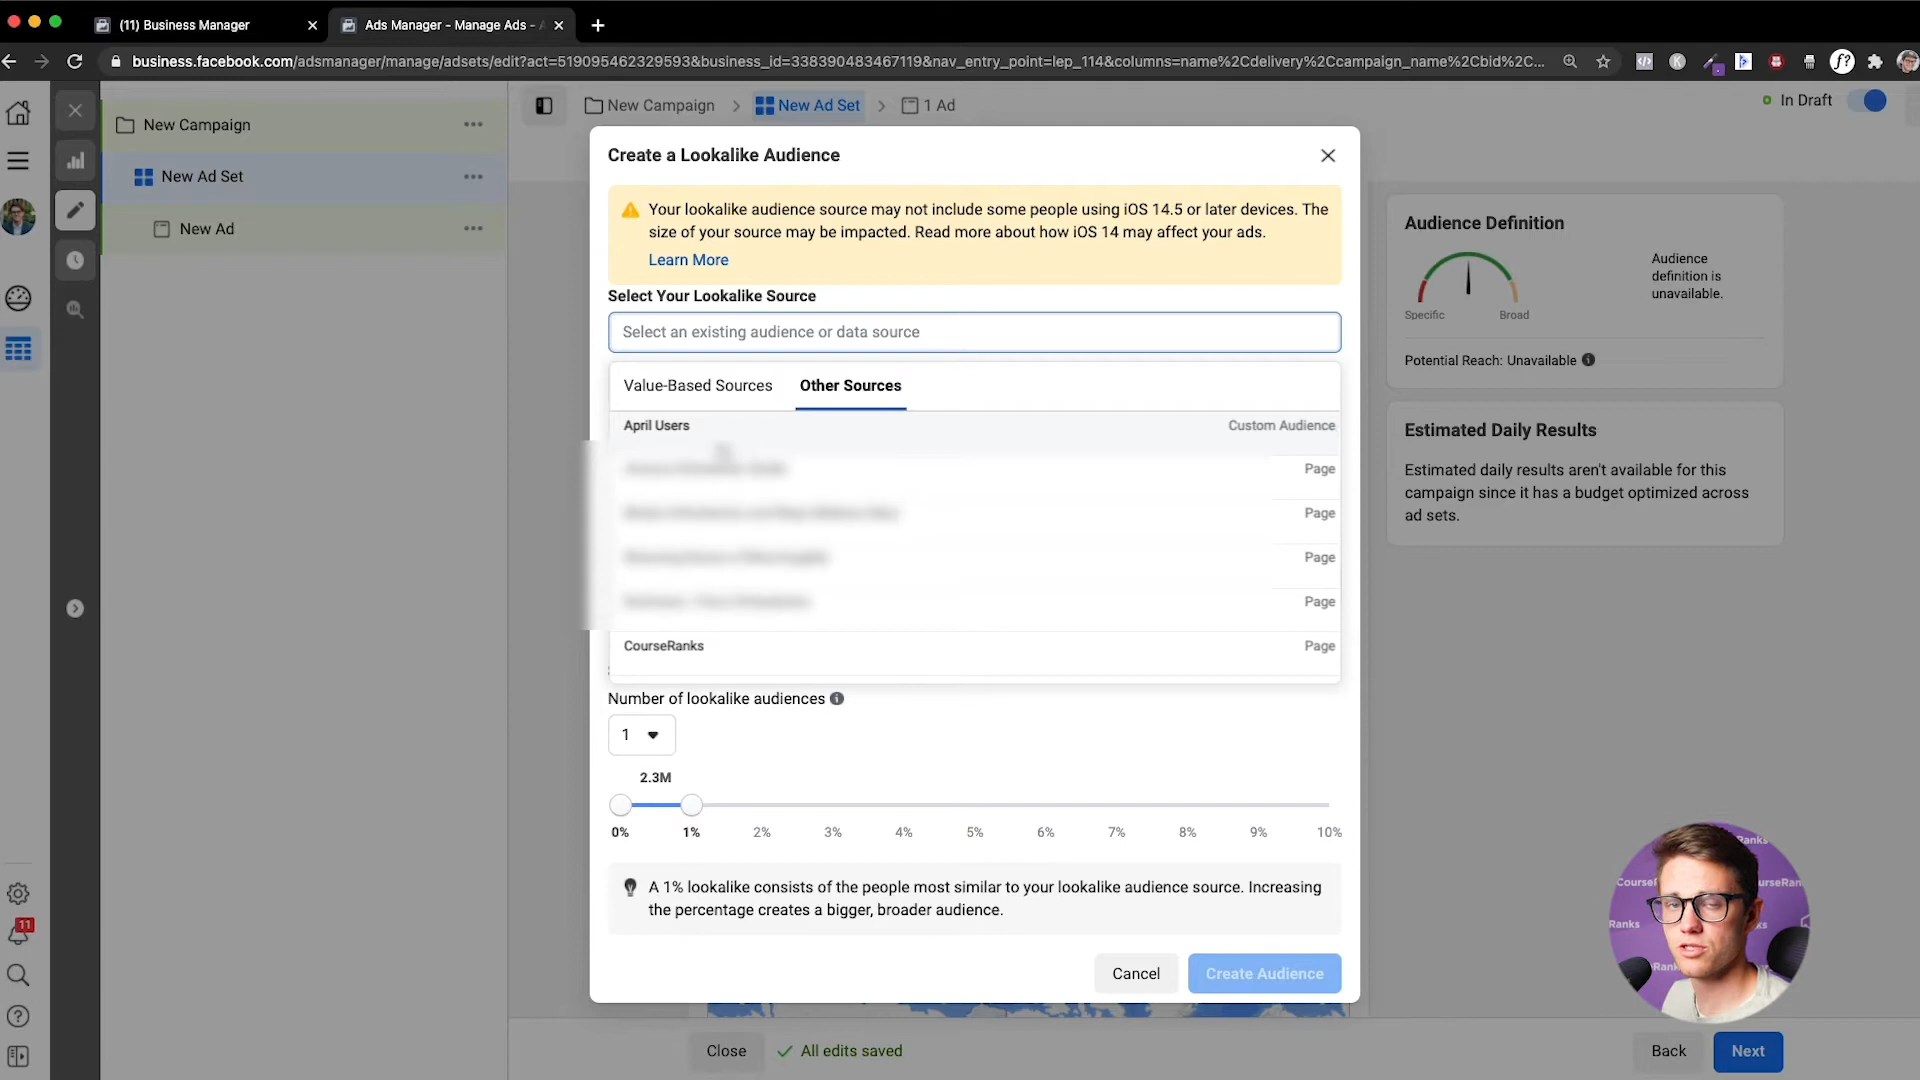 (11) Business Manager
Ads Manager - Manage Ads -
business.facebook.com/adsmanager/manage/adsets/edit?act=519095462329593&business_id=338390483467119&nav_entry_point=lep_114&columns=name%2Cdelivery%2Ccampaign_name%2Cbid%2C...
New Campaign
New Ad Set
New Ad
New Campaign > New Ad Set > 1 Ad
In Draft
Create a Lookalike Audience
Your lookalike audience source may not include some people using iOS 14.5 or later devices. The
size of your source may be impacted. Read more about how iOS 14 may affect your ads.
Learn More
Select Your Lookalike Source
Select an existing audience or data source
Value-Based Sources
Other Sources
April Users
Custom Audience
Page
Page
Page
Page
CourseRanks
Page
Number of lookalike audiences
1
2.3M
0% 1% 2% 3% 4% 5% 6% 7% 8% 9% 10%
A 1% lookalike consists of the people most similar to your lookalike audience source. Increasing
the percentage creates a bigger, broader audience.
Cancel
Create Audience
Audience Definition
Audience
definition is
unavailable.
Specific
Broad
Potential Reach: Unavailable
Estimated Daily Results
Estimated daily results aren't available for this
campaign since it has a budget optimized across
ad sets.
11
Close
All edits saved
Back
Next